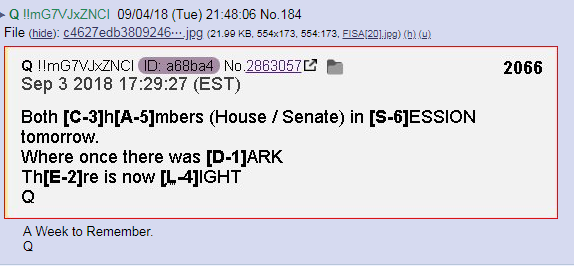 Q !!mG7VJxZNCI 09/04/18 (Tue) 21:48:06 No.184
File (hide): c4627edb3809246⋯.jpg (21.99 KB, 554x173, 554:173, FISA[20].jpg) (h) (u)
Q !!mG7VJxZNCI ID: a68ba4 No.2863057 2066
Sep 3 2018 17:29:27 (EST)
Both [C-3]h[A-5]mbers (House / Senate) in [S-6]ESSION
tomorrow.
Where once there was [D-1]ARK
Th[E-2]re is now [L-4]IGHT
Q
A Week to Remember.
Q